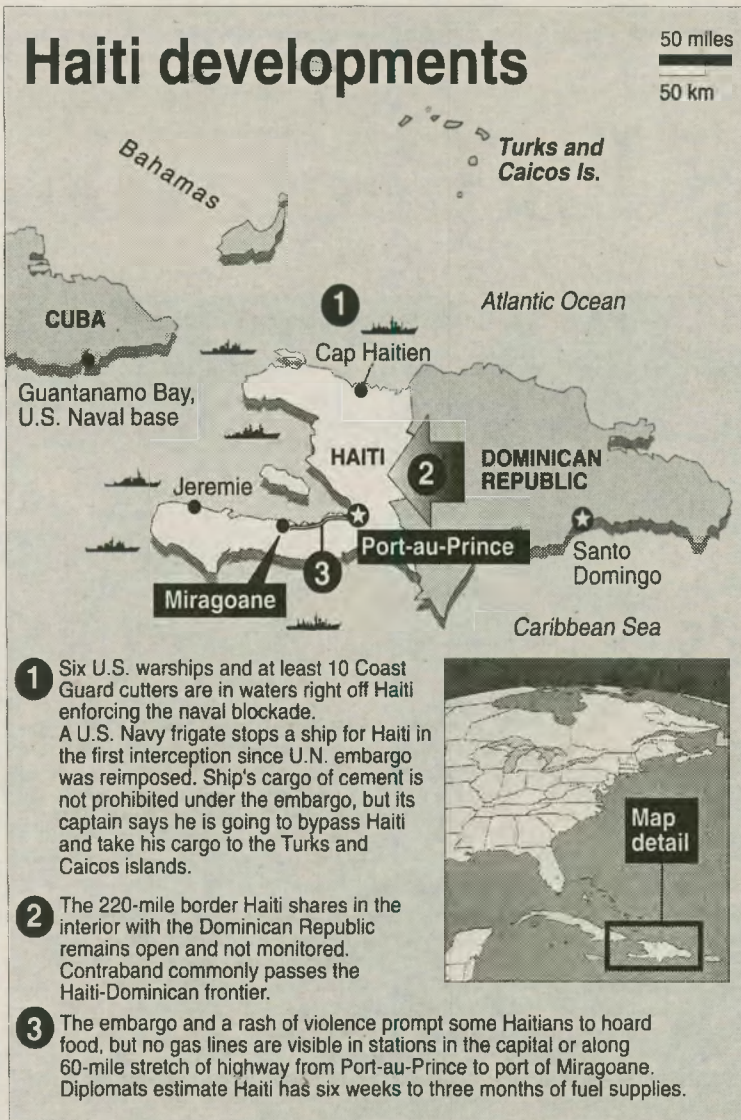 Haiti developments
50 miles
50 km
Bahamas
Turks and
Caicos Is.
CUBA
1
Atlantic Ocean
Cap Haitien
Guantanamo Bay,
U.S. Naval base
HAITI
2
DOMINICAN
REPUBLIC
Jeremie
Port-au-Prince
3
Santo
Domingo
Miragoane
Caribbean Sea
1 Six U.S. warships and at least 10 Coast
Guard cutters are in waters right off Haiti
enforcing the naval blockade.
A U.S. Navy frigate stops a ship for Haiti in
the first interception since U.N. embargo
was reimposed. Ship's cargo of cement is
not prohibited under the embargo, but its
captain says he is going to bypass Haiti
and take his cargo to the Turks and
Caicos islands.
Map
detail
2 The 220-mile border Haiti shares in the
interior with the Dominican Republic
remains open and not monitored.
Contraband commonly passes the
Haiti-Dominican frontier.
3 The embargo and a rash of violence prompt some Haitians to hoard
food, but no gas lines are visible in stations in the capital or along
60-mile stretch of highway from Port-au-Prince to port of Miragoane.
Diplomats estimate Haiti has six weeks to three months of fuel supplies.